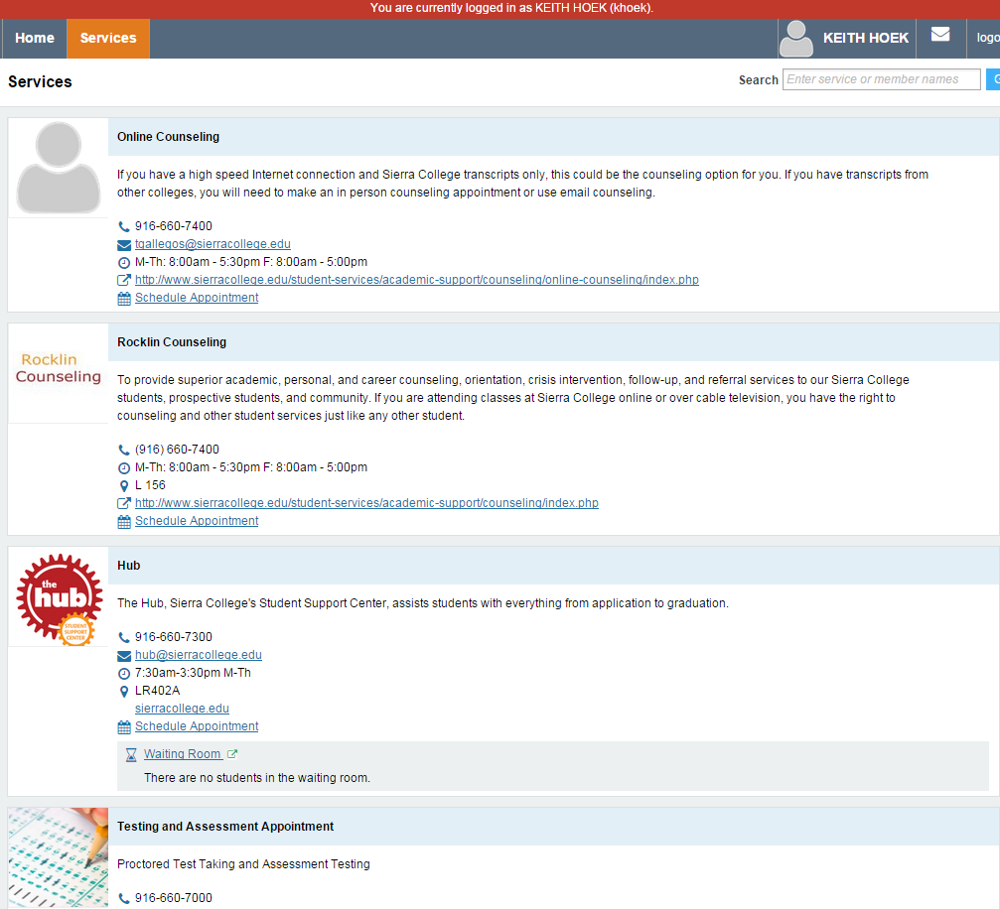 You are currently logged in as KEITH HOEK (khoek).
Home Services KEITH HOEK logo
Services Search Enter service or member names
Online Counseling
If you have a high speed Internet connection and Sierra College transcripts only, this could be the counseling option for you. If you have transcripts from
other colleges, you will need to make an in person counseling appointment or use email counseling.
916-660-7400
tgallegos@sierracollege.edu
M-Th: 8:00am - 5:30pm F: 8:00am - 5:00pm
http://www.sierracollege.edu/student-services/academic-support/counseling/online-counseling/index.php
Schedule Appointment
Rocklin
Counseling
Rocklin Counseling
To provide superior academic, personal, and career counseling, orientation, crisis intervention, follow-up, and referral services to our Sierra College
students, prospective students, and community. If you are attending classes at Sierra College online or over cable television, you have the right to
counseling and other student services just like any other student.
(916) 660-7400
M-Th: 8:00am - 5:30pm F: 8:00am - 5:00pm
L 156
http://www.sierracollege.edu/student-services/academic-support/counseling/index.php
Schedule Appointment
the
hub
STUDENT
SUPPORT
CENTER
Hub
The Hub, Sierra College's Student Support Center, assists students with everything from application to graduation.
916-660-7300
hub@sierracollege.edu
7:30am-3:30pm M-Th
LR402A
sierracollege.edu
Schedule Appointment
Waiting Room
There are no students in the waiting room.
Testing and Assessment Appointment
Proctored Test Taking and Assessment Testing
916-660-7000